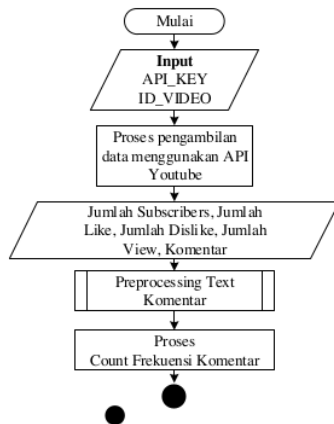 Mulai
Input
API_KEY
ID_VIDEO
Proses pengambilan
data menggunakan API
Youtube
Jumlah Subscribers, Jumlah
Like, Jumlah Dislike, Jumlah
View, Komentar
Preprocessing Text
Komentar
Proses
Count Frekuensi Komentar